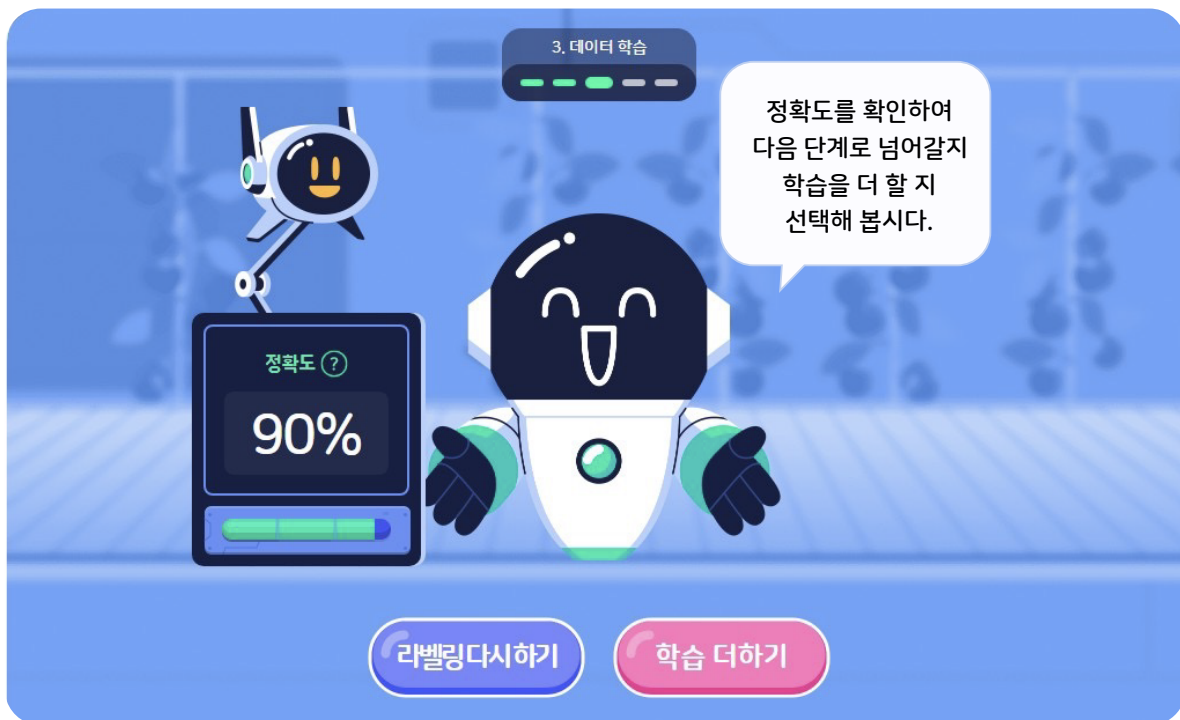 3. 데이터 학습
정확도를 확인하여
다음 단계로 넘어갈지
학습을 더 할 지
선택해 봅시다.
정확도 ?
90%
라벨링다시하기
학습 더하기